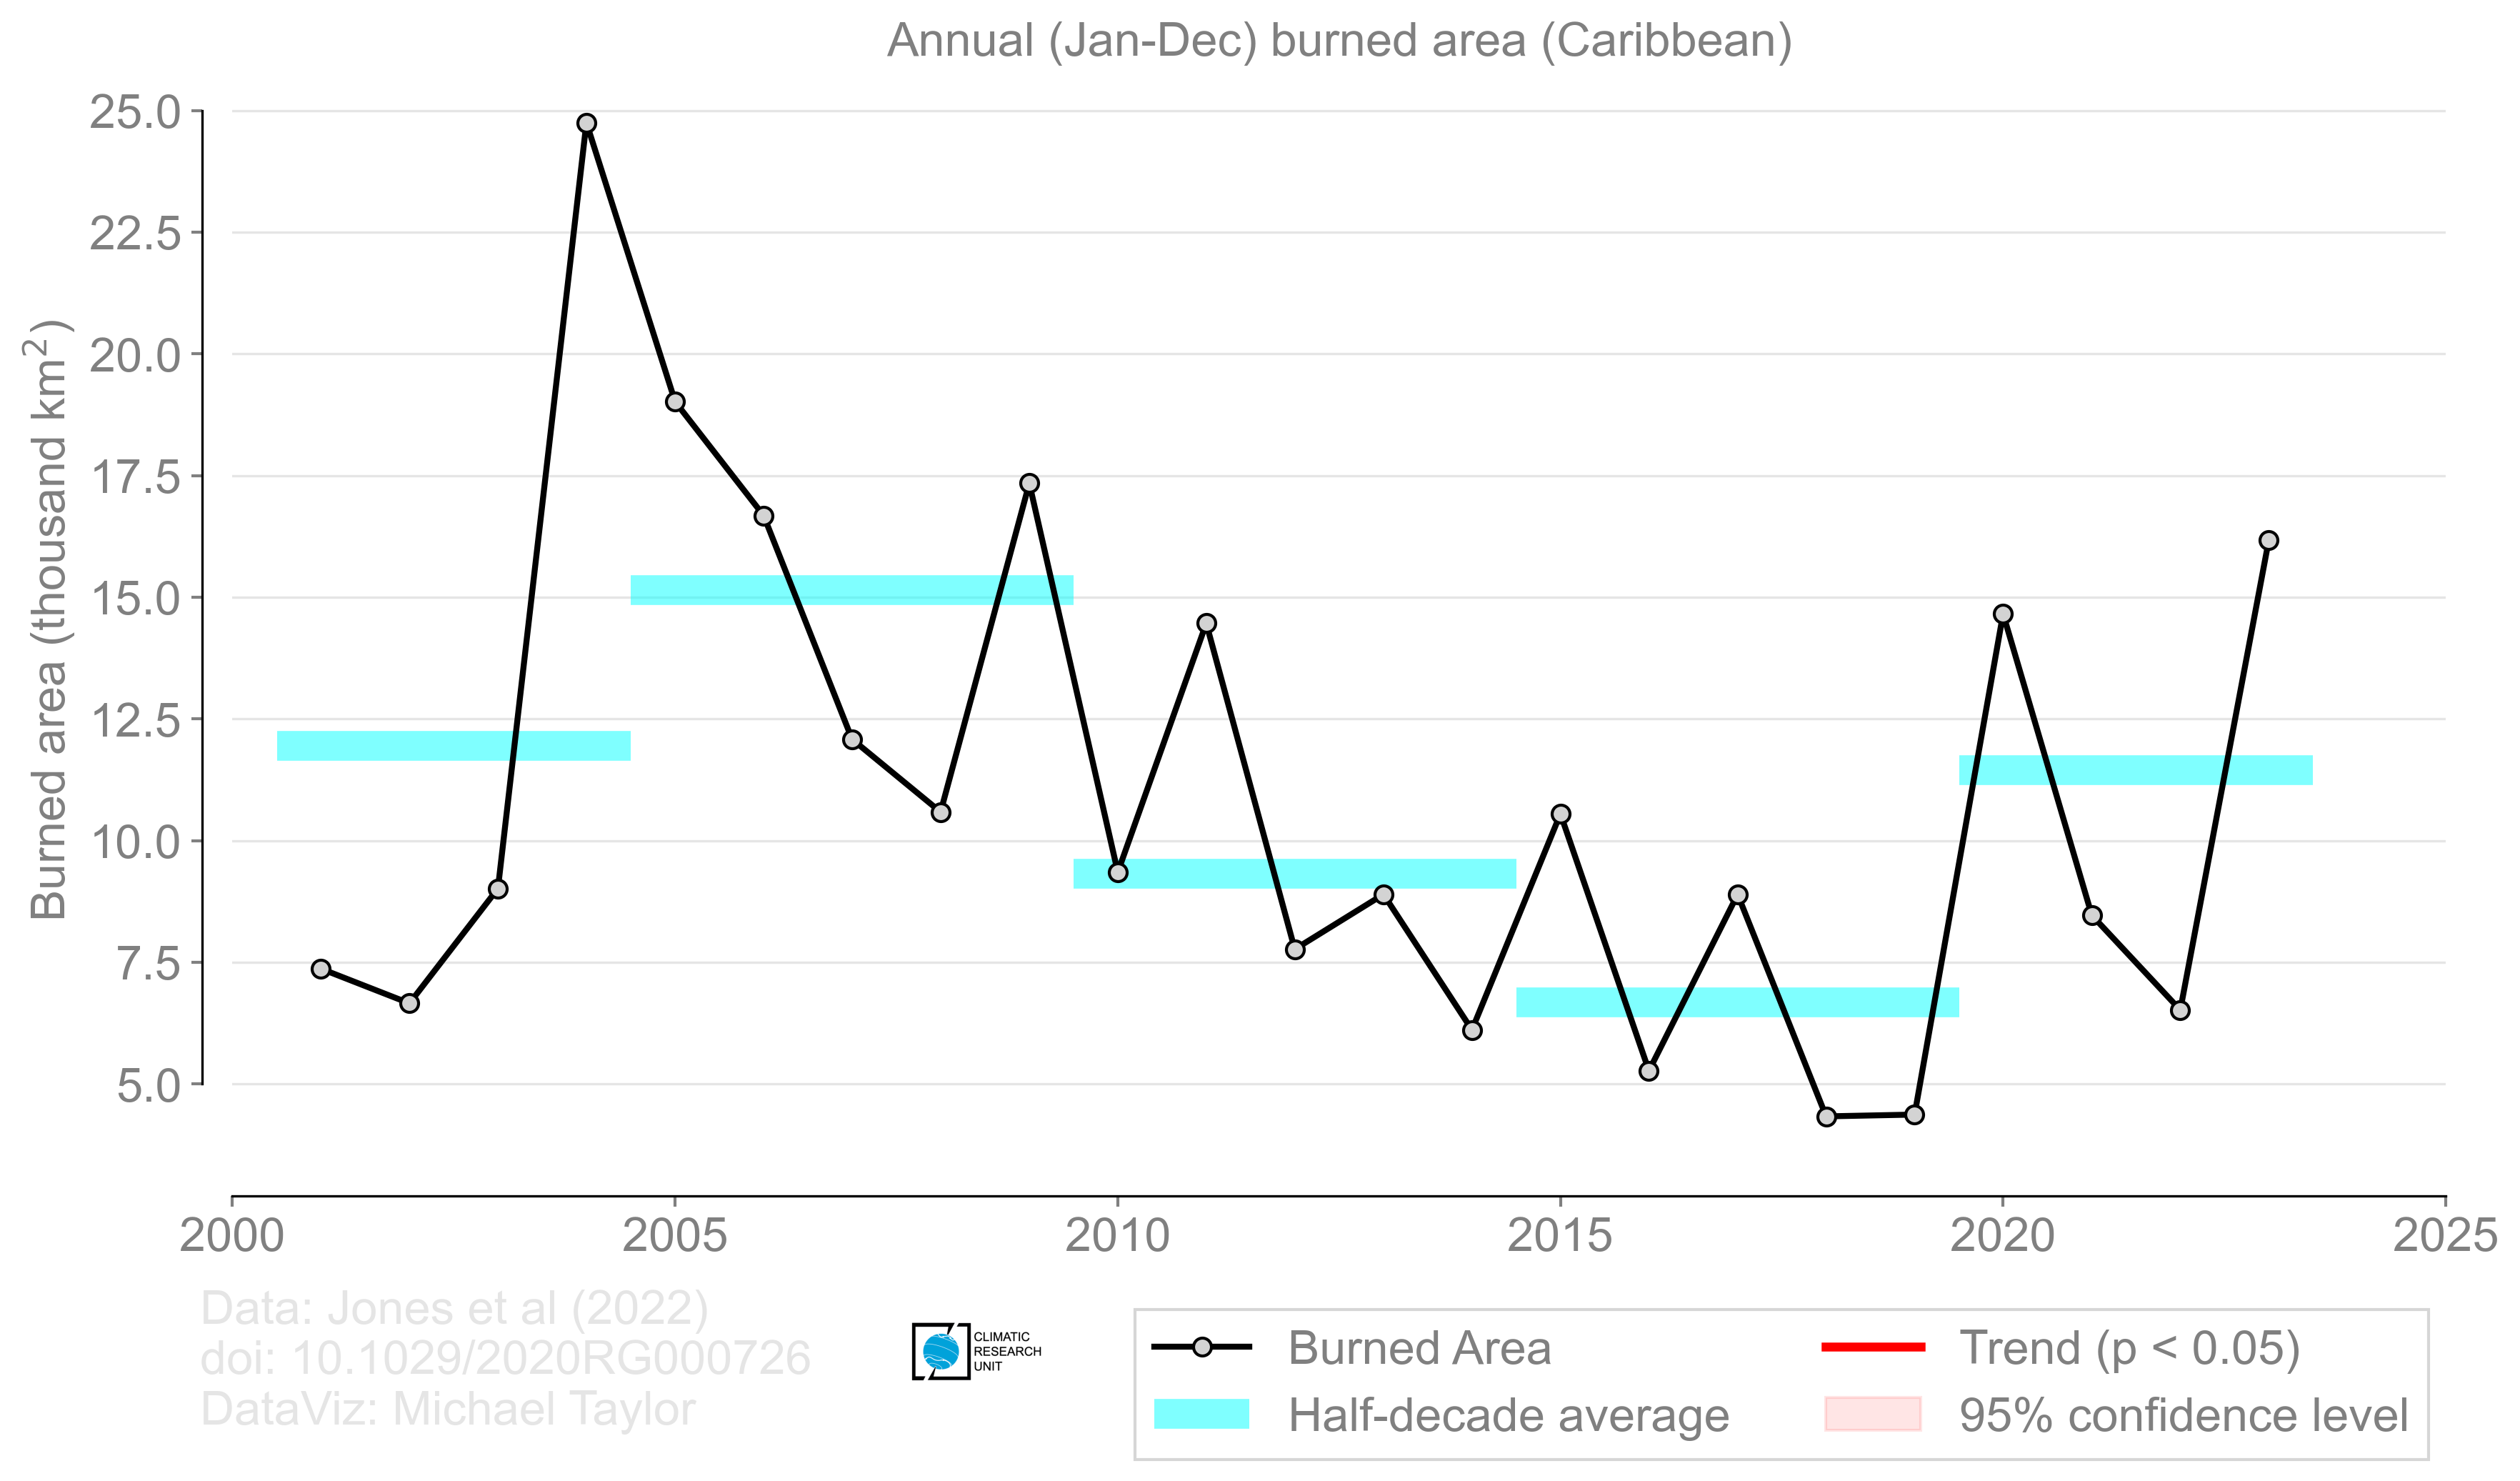 Annual (Jan-Dec) burned area (Caribbean)
Burned area (thousand km²)
25.0
22.5
20.0
17.5
15.0
12.5
10.0
7.5
5.0
2000 2005 2010 2015 2020 2025
Data: Jones et al (2022)
doi: 10.1029/2020RG000726
DataViz: Michael Taylor
CLIMATIC
RESEARCH
UNIT
Burned Area
Half-decade average
Trend (p < 0.05)
95% confidence level